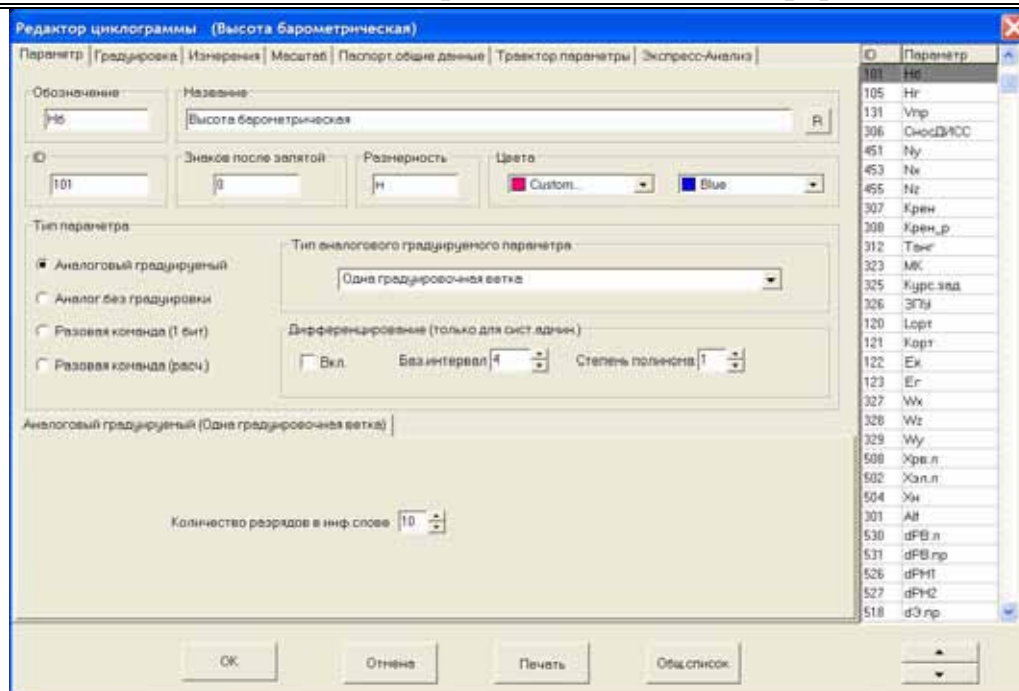 Редактор циклограммы (Высота барометрическая)
Параметр Градуировка Измерения Масштаб Паспорт.общие данные Траектор.параметры Экспресс-Анализ
Обозначение Название
Нб Высота барометрическая R
ID Знаков после запятой Размерность Цвета
101 0 м Custom... Blue
Тип параметра
Аналоговый градуируемый
Аналог без градуировки
Разовая команда (1 бит)
Разовая команда (расч.)
Тип аналогового градуируемого параметра
Одна градуировочная ветка
Дифференцирование (только для сист.админ.)
Вкл. Баз.интервал 4 Степень полинома 1
Аналоговый градуируемый (Одна градуировочная ветка)
Количество разрядов в инф.слове 10
ОК Отмена Печать Общ.список
ID Параметр
101 Нб
105 Нг
131 Vпр
306 СносДИСС
451 Ny
453 Nx
455 Nz
307 Крен
308 Крен_р
312 Танг
323 МК
325 Курс.зад
326 ЗПУ
120 Lорт
121 Корт
122 Ек
123 Ег
327 Wx
328 Wz
329 Wy
508 Хрв.л
502 Хэл.л
504 Хн
301 Alf
530 dРВ.л
531 dРВ.пр
526 dРН1
527 dРН2
518 dЭ.пр